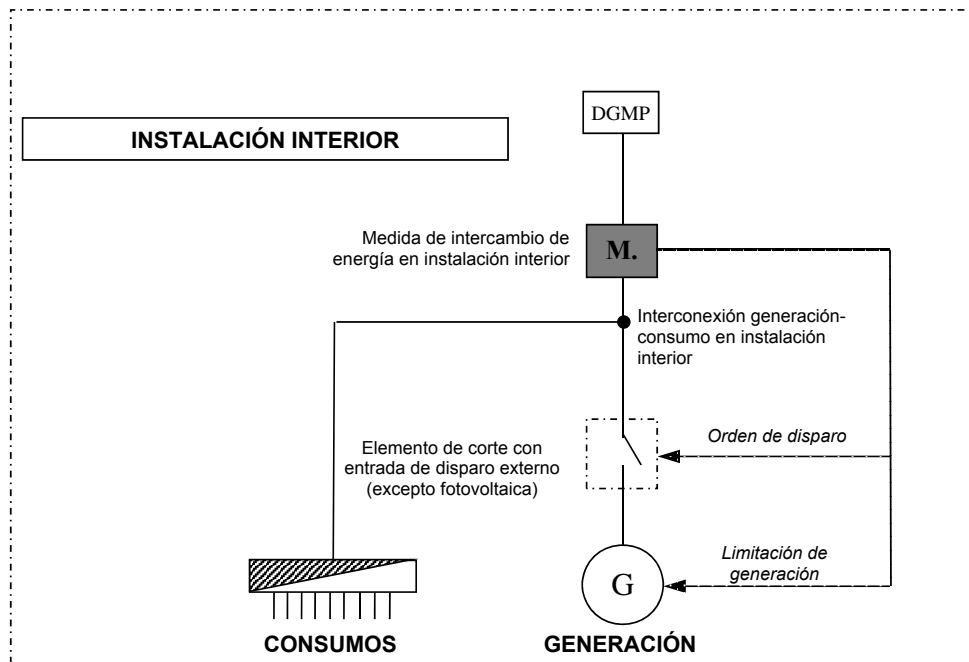 DGMP
INSTALACIÓN INTERIOR
Medida de intercambio de
energía en instalación interior
M.
Interconexión generación-
consumo en instalación
interior
Orden de disparo
Elemento de corte con
entrada de disparo externo
(excepto fotovoltaica)
Limitación de
generación
G
CONSUMOS
GENERACIÓN